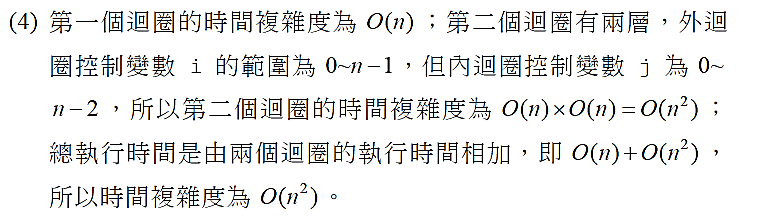 (4) 第一個迴圈的時間複雜度為 O(n)；第二個迴圈有兩層，外迴
圈控制變數 i 的範圍為 0~n−1，但內迴圈控制變數 j 為 0~
n−2，所以第二個迴圈的時間複雜度為 O(n)×O(n)=O(n²)；
總執行時間是由兩個迴圈的執行時間相加，即 O(n)+O(n²)，
所以時間複雜度為 O(n²)。